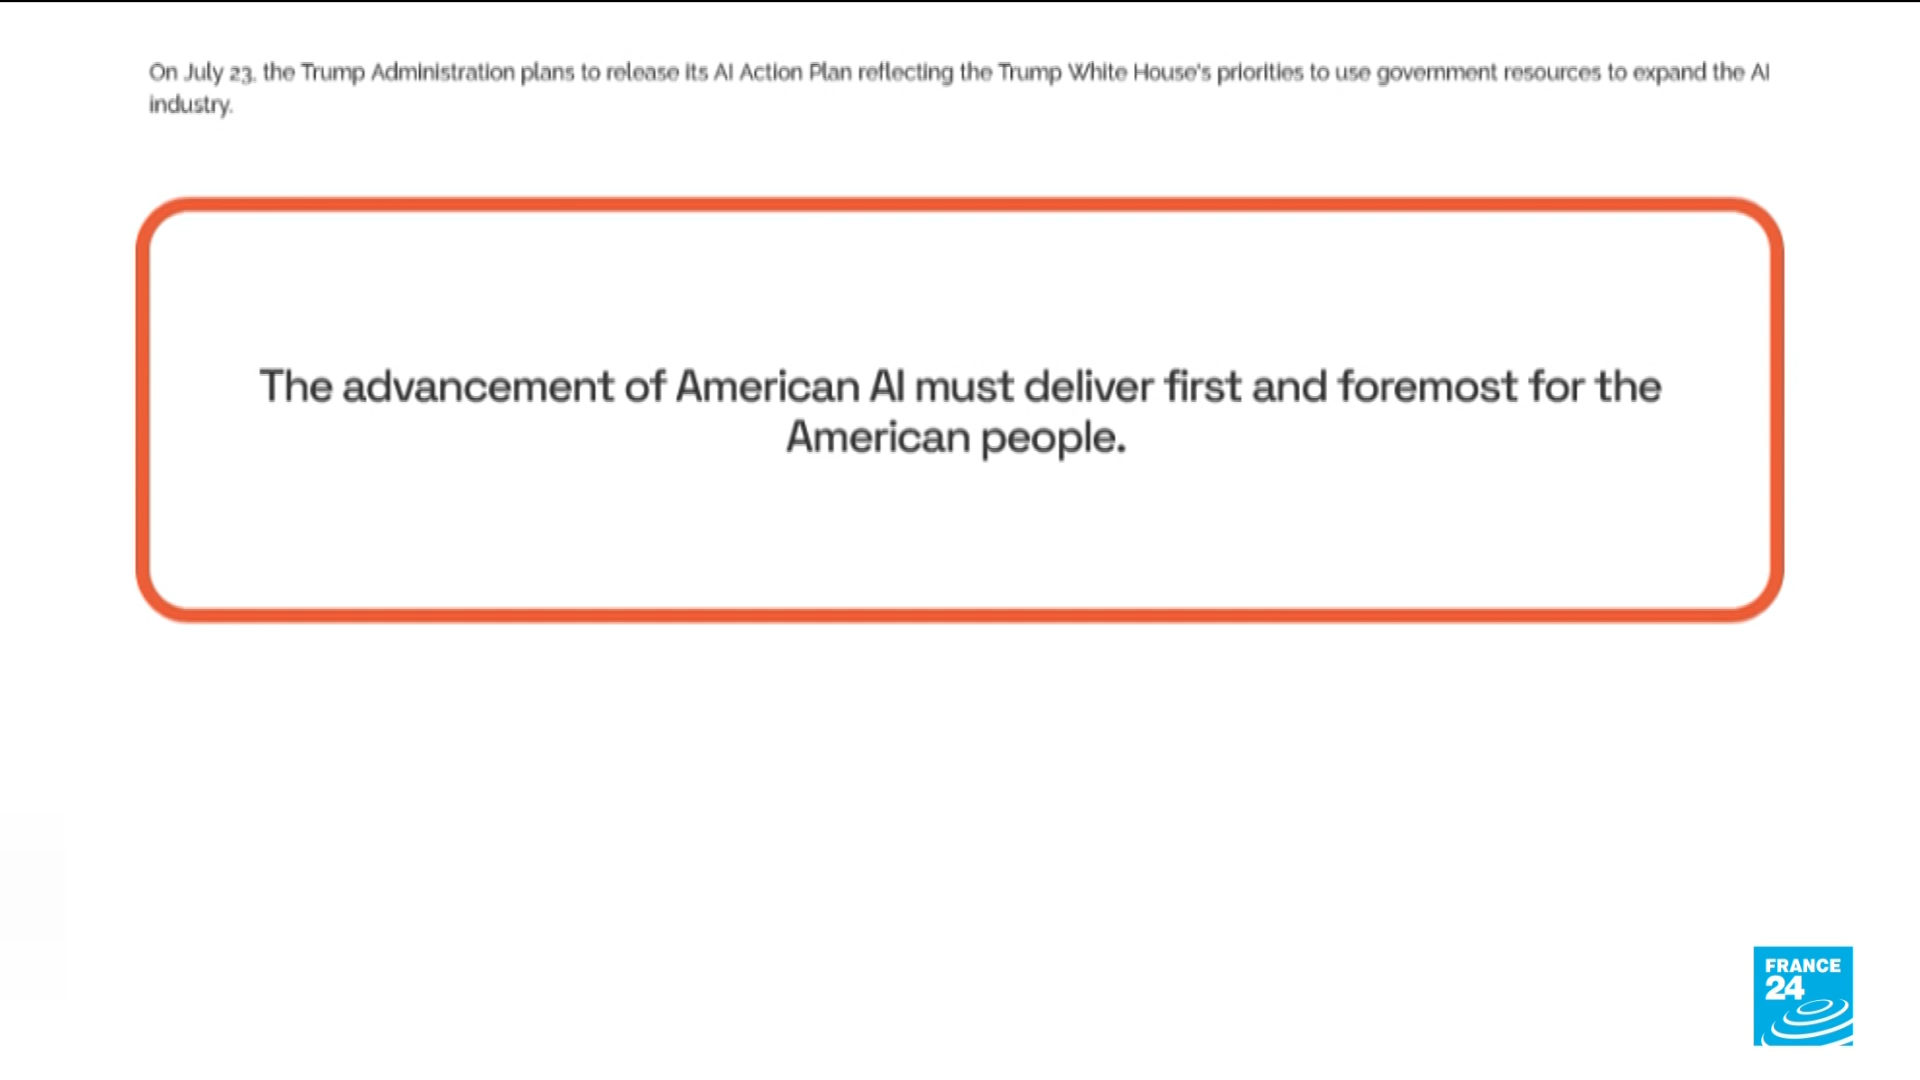 On July 23, the Trump Administration plans to release its AI Action Plan reflecting the Trump White House's priorities to use government resources to expand the AI
industry.
The advancement of American AI must deliver first and foremost for the
American people.
FRANCE
24